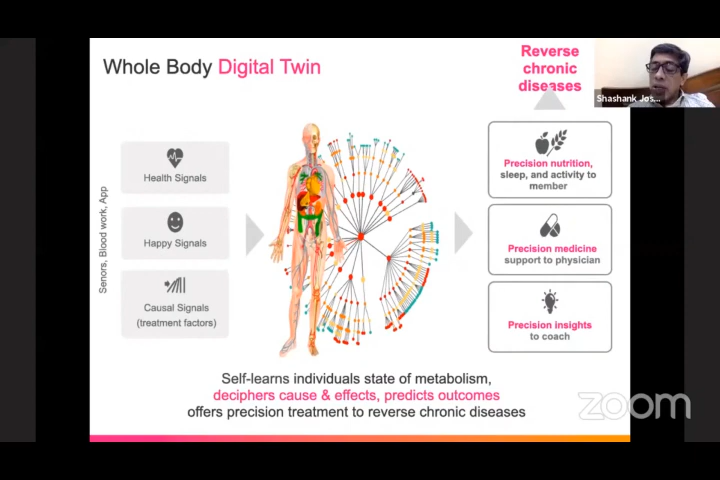 Whole Body Digital Twin
Reverse
chronic
diseases
Shashank Jos...
Senors, Blood work, App
Health Signals
Happy Signals
Causal Signals
(treatment factors)
Precision nutrition,
sleep, and activity to
member
Precision medicine
support to physician
Precision insights
to coach
Self-learns individuals state of metabolism,
deciphers cause & effects, predicts outcomes
offers precision treatment to reverse chronic diseases
zoom